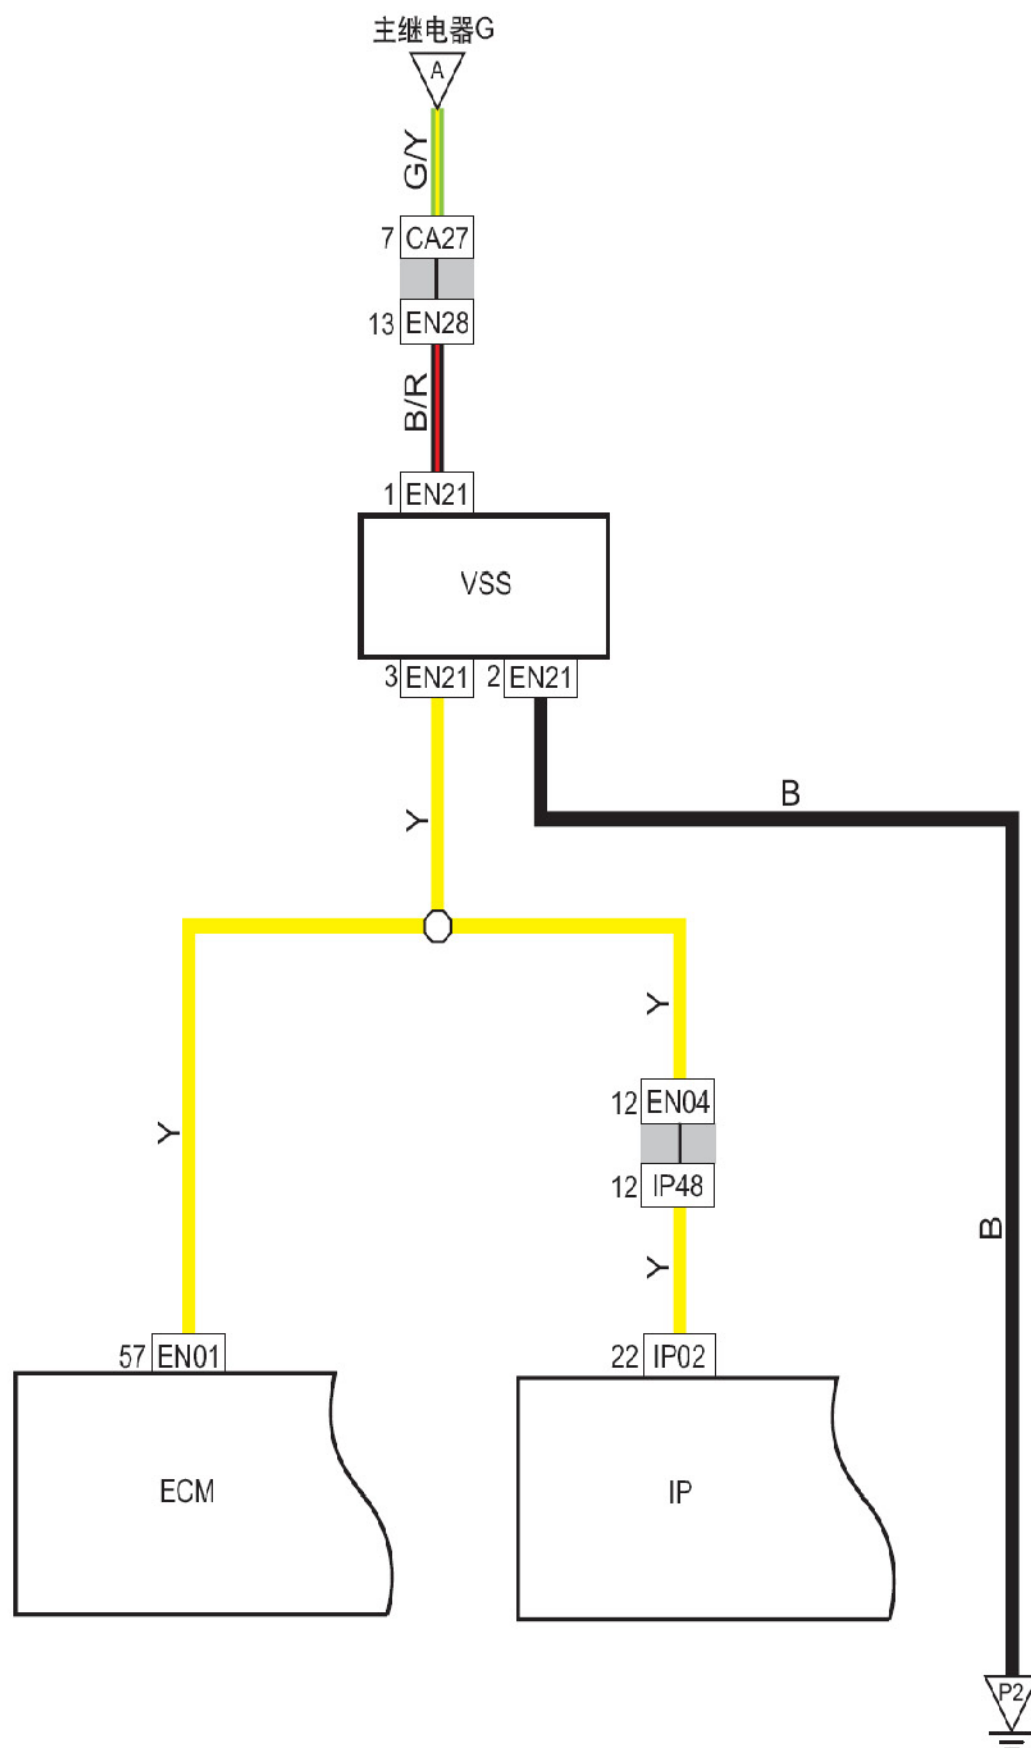 主继电器G
A
G/Y
7 CA27
13 EN28
B/R
1 EN21
VSS
3 EN21 2 EN21
B
Y
Y
12 EN04
Y
12 IP48
B
Y
57 EN01 22 IP02
ECM IP
P2